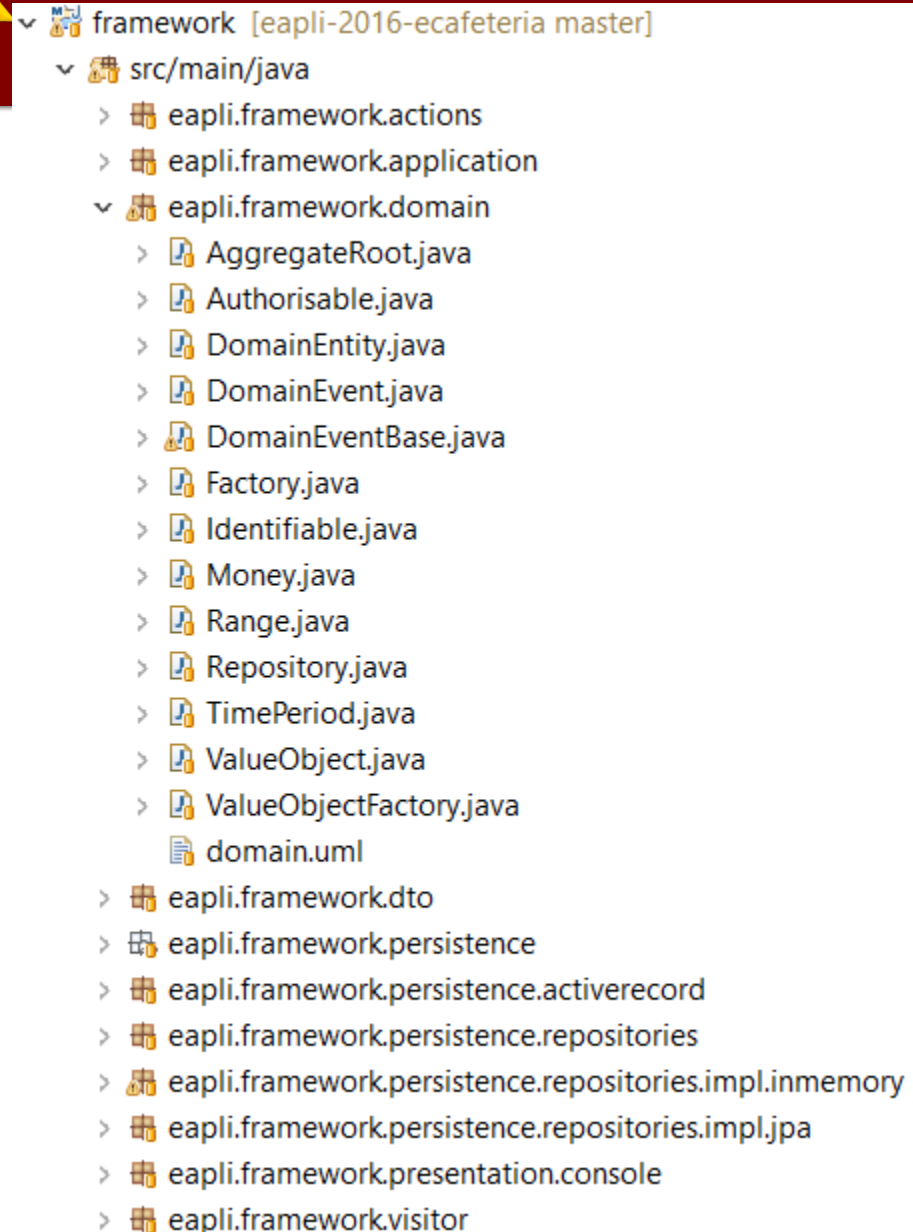 framework [eapli-2016-ecafeteria master]
src/main/java
eapli.framework.actions
eapli.framework.application
eapli.framework.domain
AggregateRoot.java
Authorisable.java
DomainEntity.java
DomainEvent.java
DomainEventBase.java
Factory.java
Identifiable.java
Money.java
Range.java
Repository.java
TimePeriod.java
ValueObject.java
ValueObjectFactory.java
domain.uml
eapli.framework.dto
eapli.framework.persistence
eapli.framework.persistence.activerecord
eapli.framework.persistence.repositories
eapli.framework.persistence.repositories.impl.inmemory
eapli.framework.persistence.repositories.impl.jpa
eapli.framework.presentation.console
eapli.framework.visitor